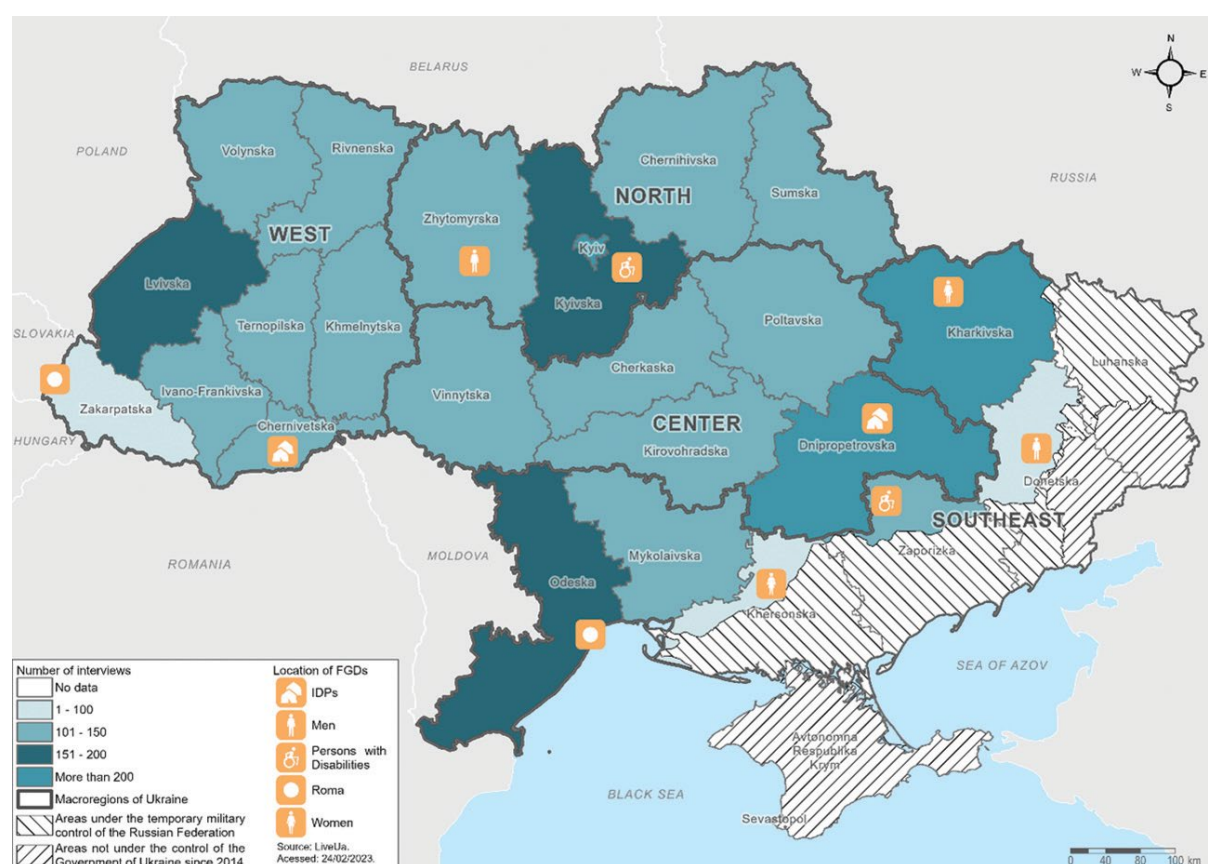 N
W
E
S
BELARUS
POLAND
RUSSIA
Volynska
Rivnenska
Chernihivska
Sumska
NORTH
Zhytomyrska
WEST
Kyiv
Lvivska
Kyivska
Ternopilska
Khmelnytska
Poltavska
Kharkivska
SLOVAKIA
Cherkaska
Luhanska
Ivano-Frankivska
Vinnytska
Zakarpatska
Chernivetska
CENTER
HUNGARY
Dnipropetrovska
Kirovohradska
Donetska
SOUTHEAST
Zaporizka
MOLDOVA
Mykolaivska
ROMANIA
Odeska
Khersonska
SEA OF AZOV
Avtonomna
Respublika
Krym
BLACK SEA
Sevastopol
Number of interviews
No data
1 - 100
101 - 150
151 - 200
More than 200
Macroregions of Ukraine
Areas under the temporary military
control of the Russian Federation
Areas not under the control of the
Government of Ukraine since 2014
Location of FGDs
IDPs
Men
Persons with
Disabilities
Roma
Women
Source: LiveUa.
Acessed: 24/02/2023.
0 40 80 100 km